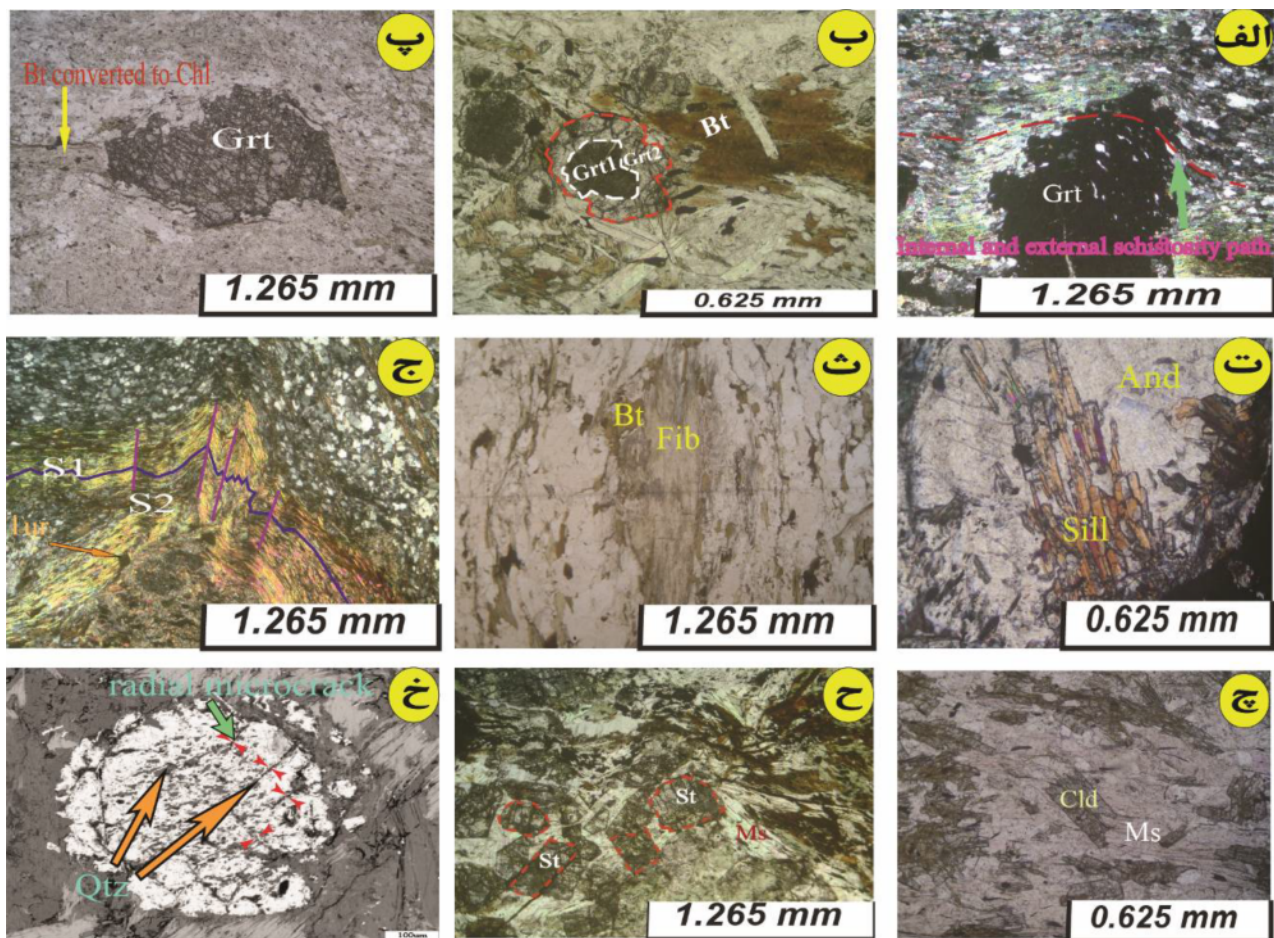 الف
Grt
Internal and external schistosity path
1.265 mm
ب
Bt
Grt1
Grt2
0.625 mm
پ
Bt converted to Chl
Grt
1.265 mm
ت
And
Sill
0.625 mm
ث
Bt
Fib
1.265 mm
ج
S1
S2
Tur
1.265 mm
چ
Cld
Ms
0.625 mm
ح
St
St
Ms
1.265 mm
خ
radial microcrack
Qtz
100um